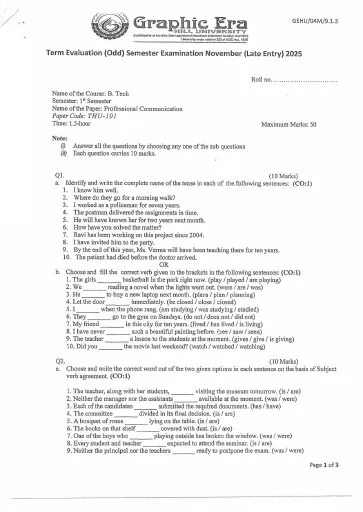 GEHU/04M/9.1.3
Graphic Era
HILL UNIVERSITY
Term Evaluation (Odd) Semester Examination November (Late Entry) 2025
Roll no..............................
Name of the Course: B. Tech
Semester: 1st Semester
Name of the Paper: Professional Communication
Paper Code: THU-101
Time: 1.5-hour
Maximum Marks: 50
Note:
(i) Answer all the questions by choosing any one of the sub questions
(ii) Each question carries 10 marks.
Q1. (10 Marks)
a. Identify and write the complete name of the tense in each of the following sentences: (CO:1)
1. I know him well.
2. Where do they go for a morning walk?
3. I worked as a policeman for seven years.
4. The postman delivered the assignments in time.
5. He will have known her for two years next month.
6. How have you solved the matter?
7. Ravi has been working on this project since 2004.
8. I have invited him to the party.
9. By the end of this year, Ms. Verma will have been teaching there for ten years.
10. The patient had died before the doctor arrived.
OR
b. Choose and fill the correct verb given in the brackets in the following sentences: (CO:1)
1. The girls ______ basketball in the park right now. (play / played / are playing)
2. We ______ reading a novel when the lights went out. (were / are / was)
3. He ______ to buy a new laptop next month. (plans / plan / planning)
4. Let the door ______ immediately. (be closed / close / closed)
5. I ______ when the phone rang. (am studying / was studying / studied)
6. They ______ go to the gym on Sundays. (do not / does not / did not)
7. My friend ______ in this city for ten years. (lived / has lived / is living)
8. I have never ______ such a beautiful painting before. (see / saw / seen)
9. The teacher ______ a lesson to the students at the moment. (gives / give / is giving)
10. Did you ______ the movie last weekend? (watch / watched / watching)
Q2. (10 Marks)
a. Choose and write the correct word out of the two given options in each sentence on the basis of Subject
verb agreement. (CO:1)
1. The teacher, along with her students, ______ visiting the museum tomorrow. (is / are)
2. Neither the manager nor the assistants ______ available at the moment. (was / were)
3. Each of the candidates ______ submitted the required documents. (has / have)
4. The committee ______ divided in its final decision. (is / are)
5. A bouquet of roses ______ lying on the table. (is / are)
6. The books on that shelf ______ covered with dust. (is / are)
7. One of the boys who ______ playing outside has broken the window. (was / were)
8. Every student and teacher ______ expected to attend the seminar. (is / are)
9. Neither the principal nor the teachers ______ ready to postpone the exam. (was / were)
Page 1 of 3